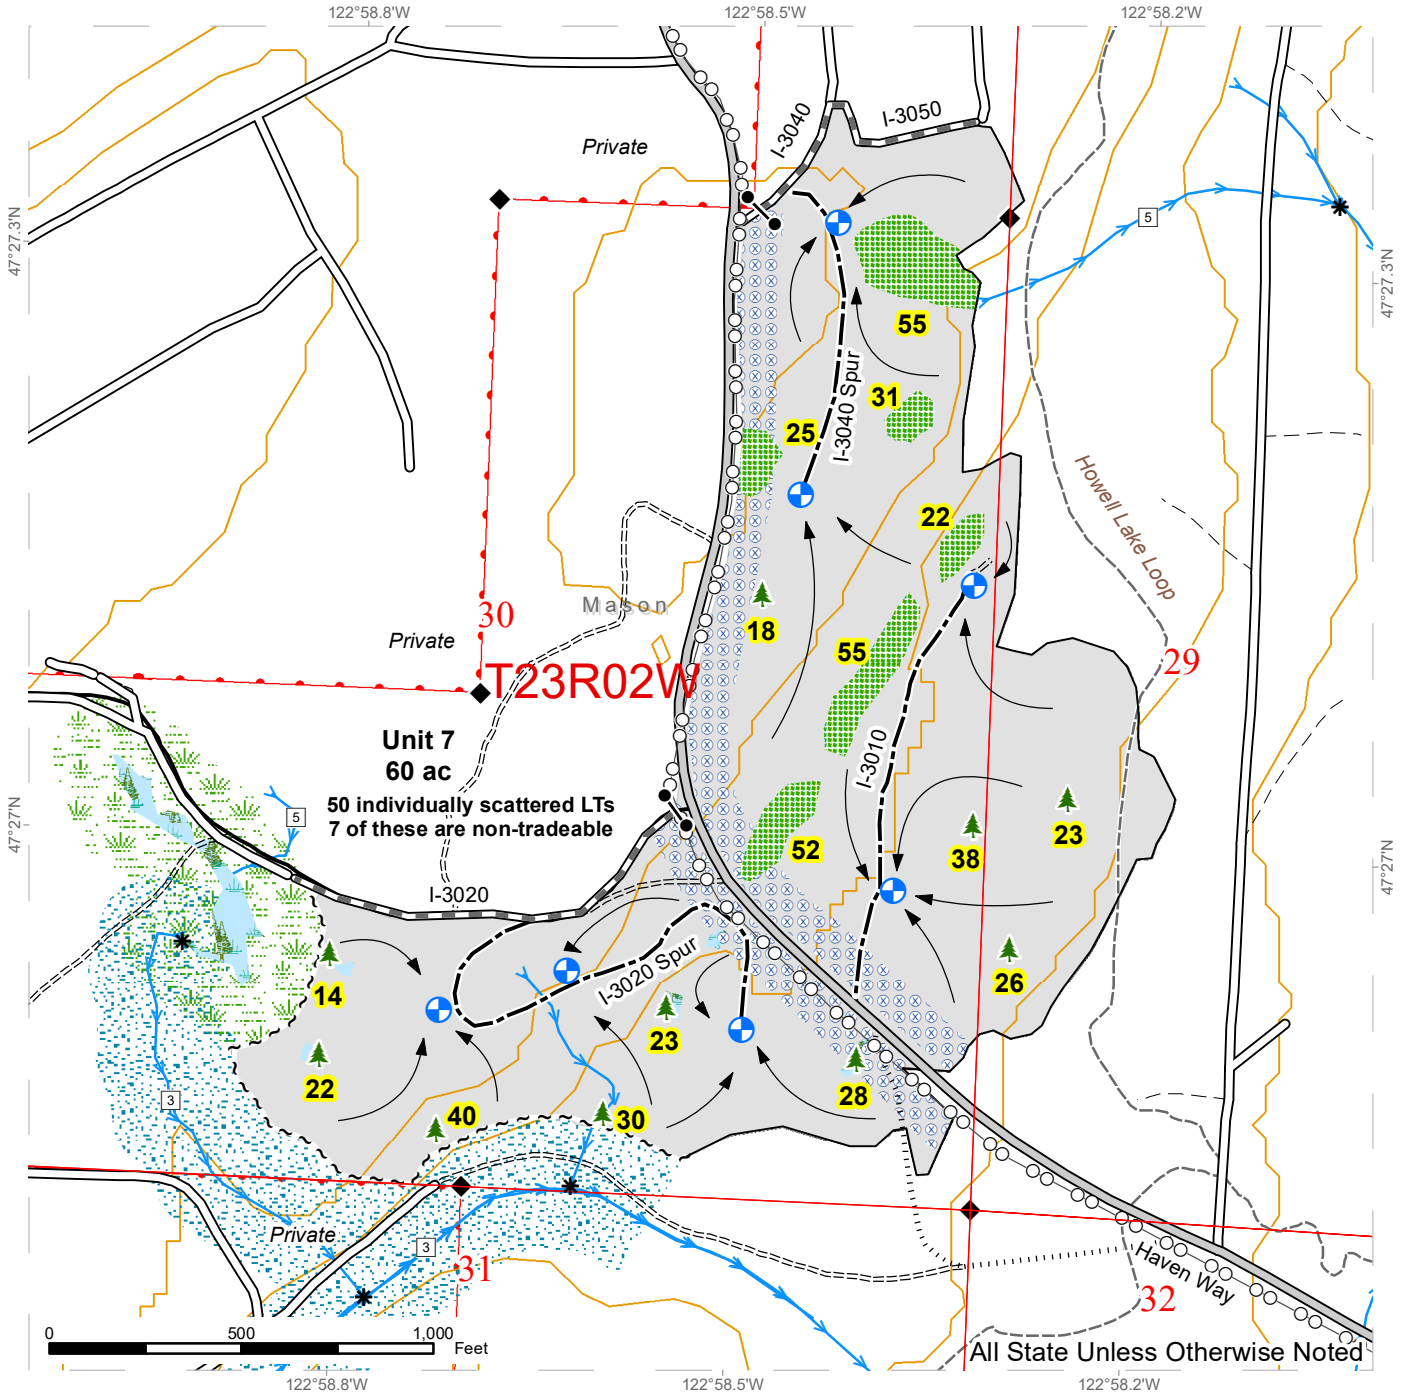 122°58.8'W
122°58.5'W
122°58.2'W
I-3040
I-3050
Private
5
47°27.3'N
47°27.3'N
55
31
I-3040 Spur
25
Howell Lake Loop
22
Mason
30
18
Private
55
29
T23R02W
Unit 7
60 ac
I-3010
50 individually scattered LTs
7 of these are non-tradeable
5
47°27'N
47°27'N
23
52
38
I-3020
I-3020 Spur
14
26
23
22
28
3
40
30
Private
3
31
Haven Way
32
0
500
1,000
Feet
All State Unless Otherwise Noted
122°58.8'W
122°58.5'W
122°58.2'W